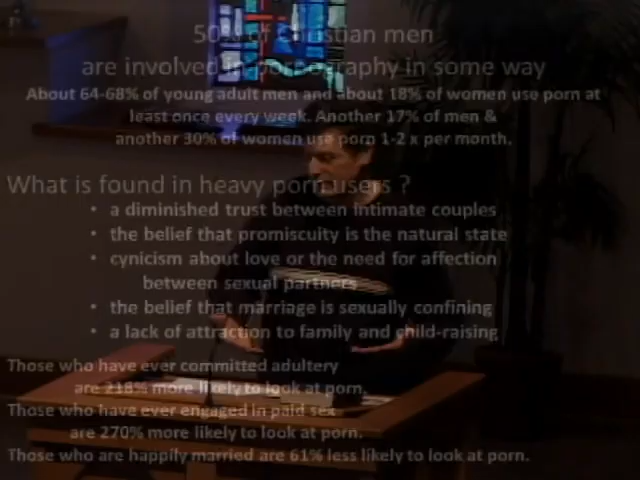 50% of Christian men
are involved in pornography in some way
About 64-68% of young adult men and about 18% of women use porn at
least once every week. Another 17% of men &
another 30% of women use porn 1-2 x per month.
What is found in heavy porn users ?
• a diminished trust between intimate couples
• the belief that promiscuity is the natural state
• cynicism about love or the need for affection
between sexual partners
• the belief that marriage is sexually confining
• a lack of attraction to family and child-raising
Those who have ever committed adultery
are 218% more likely to look at porn.
Those who have ever engaged in paid sex
are 270% more likely to look at porn.
Those who are happily married are 61% less likely to look at porn.